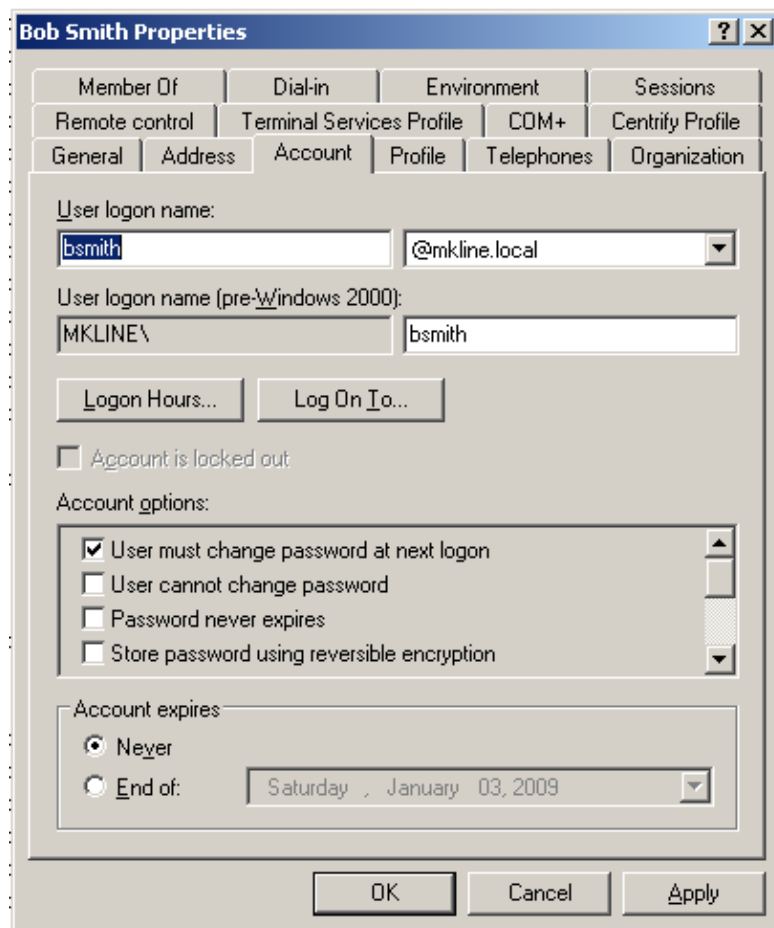 Bob Smith Properties
Member Of Dial-in Environment Sessions
Remote control Terminal Services Profile COM+ Centrify Profile
General Address Account Profile Telephones Organization
User logon name:
bsmith @mkline.local
User logon name (pre-Windows 2000):
MKLINE\ bsmith
Logon Hours... Log On To...
Account is locked out
Account options:
User must change password at next logon
User cannot change password
Password never expires
Store password using reversible encryption
Account expires
Never
End of: Saturday , January 03, 2009
OK Cancel Apply